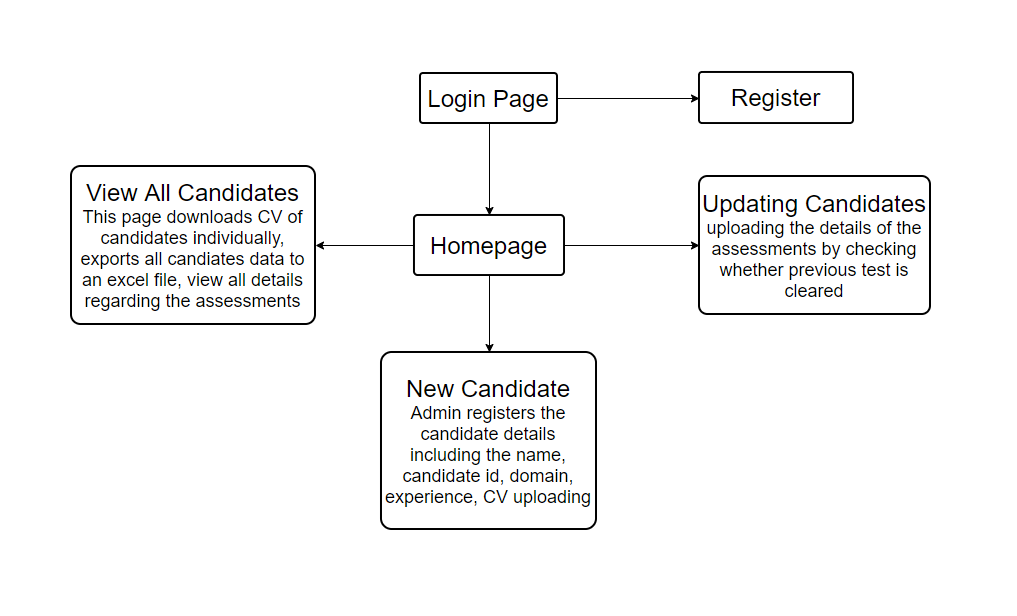 Login Page
Register
View All Candidates
This page downloads CV of
candidates individually,
exports all candiates data to
an excel file, view all details
regarding the assessments
Homepage
Updating Candidates
uploading the details of the
assessments by checking
whether previous test is
cleared
New Candidate
Admin registers the
candidate details
including the name,
candidate id, domain,
experience, CV uploading